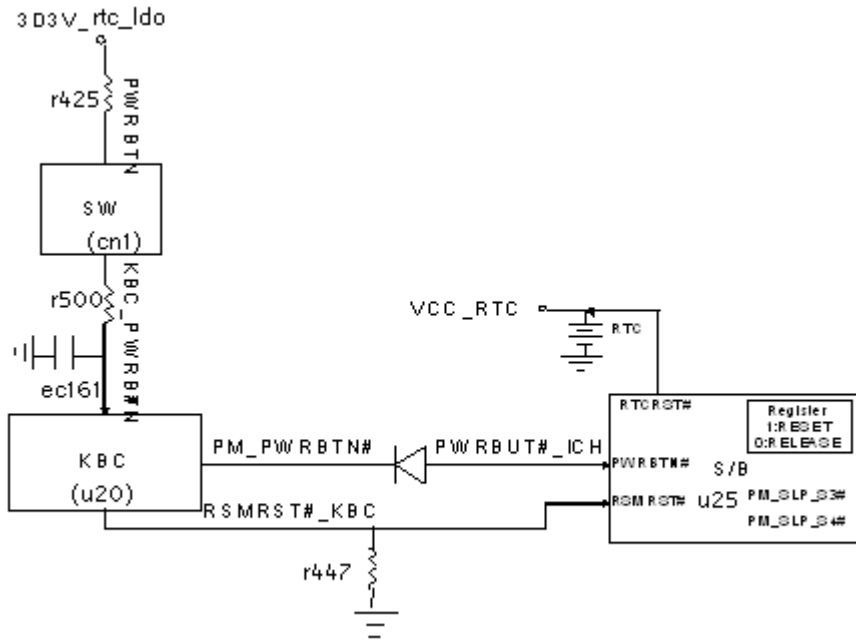 3D3V_rtc_ldo
r425
PWRBTN
SW
(cn1)
r500
KBC_PWRB#N
ec161
VCC_RTC
RTC
RTCRST#
Register
1:RESET
0:RELEASE
KBC
(u20)
PM_PWRBTN#
PWRBUT#_ICH
PWRBTN#
S/B
RSMRST#_KBC
RSMRST#
u25
PM_SLP_S3#
PM_SLP_S4#
r447